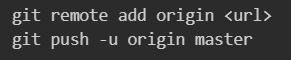 git remote add origin <url>
git push -u origin master